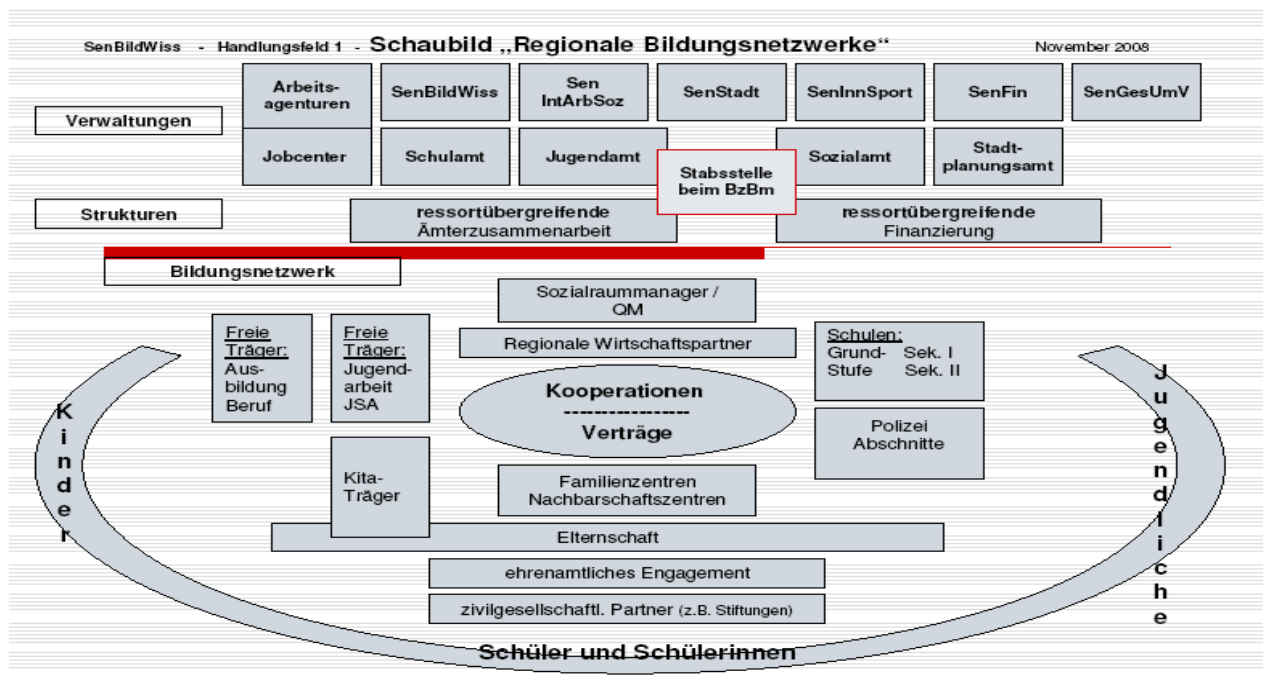 SenBildWiss - Handlungsfeld 1 - Schaubild „Regionale Bildungsnetzwerke“ November 2008
Verwaltungen
Arbeits-
agenturen
SenBildWiss
Sen
IntArbSoz
SenStadt
SenInnSport
SenFin
SenGesUmV
Jobcenter
Schulamt
Jugendamt
Stabsstelle
beim BzBm
Sozialamt
Stadt-
planungsamt
Strukturen
ressortübergreifende
Ämterzusammenarbeit
ressortübergreifende
Finanzierung
Bildungsnetzwerk
Sozialraummanager /
QM
Regionale Wirtschaftspartner
Freie
Träger:
Aus-
bildung
Beruf
Freie
Träger:
Jugend-
arbeit
JSA
Schulen:
Grund- Sek. I
Stufe Sek. II
Kooperationen
-----------------
Verträge
Polizei
Abschnitte
Kita-
Träger
Familienzentren
Nachbarschaftszentren
Elternschaft
ehrenamtliches Engagement
zivilgesellschaftl. Partner (z.B. Stiftungen)
Kinder
Jugendliche
Schüler und Schülerinnen